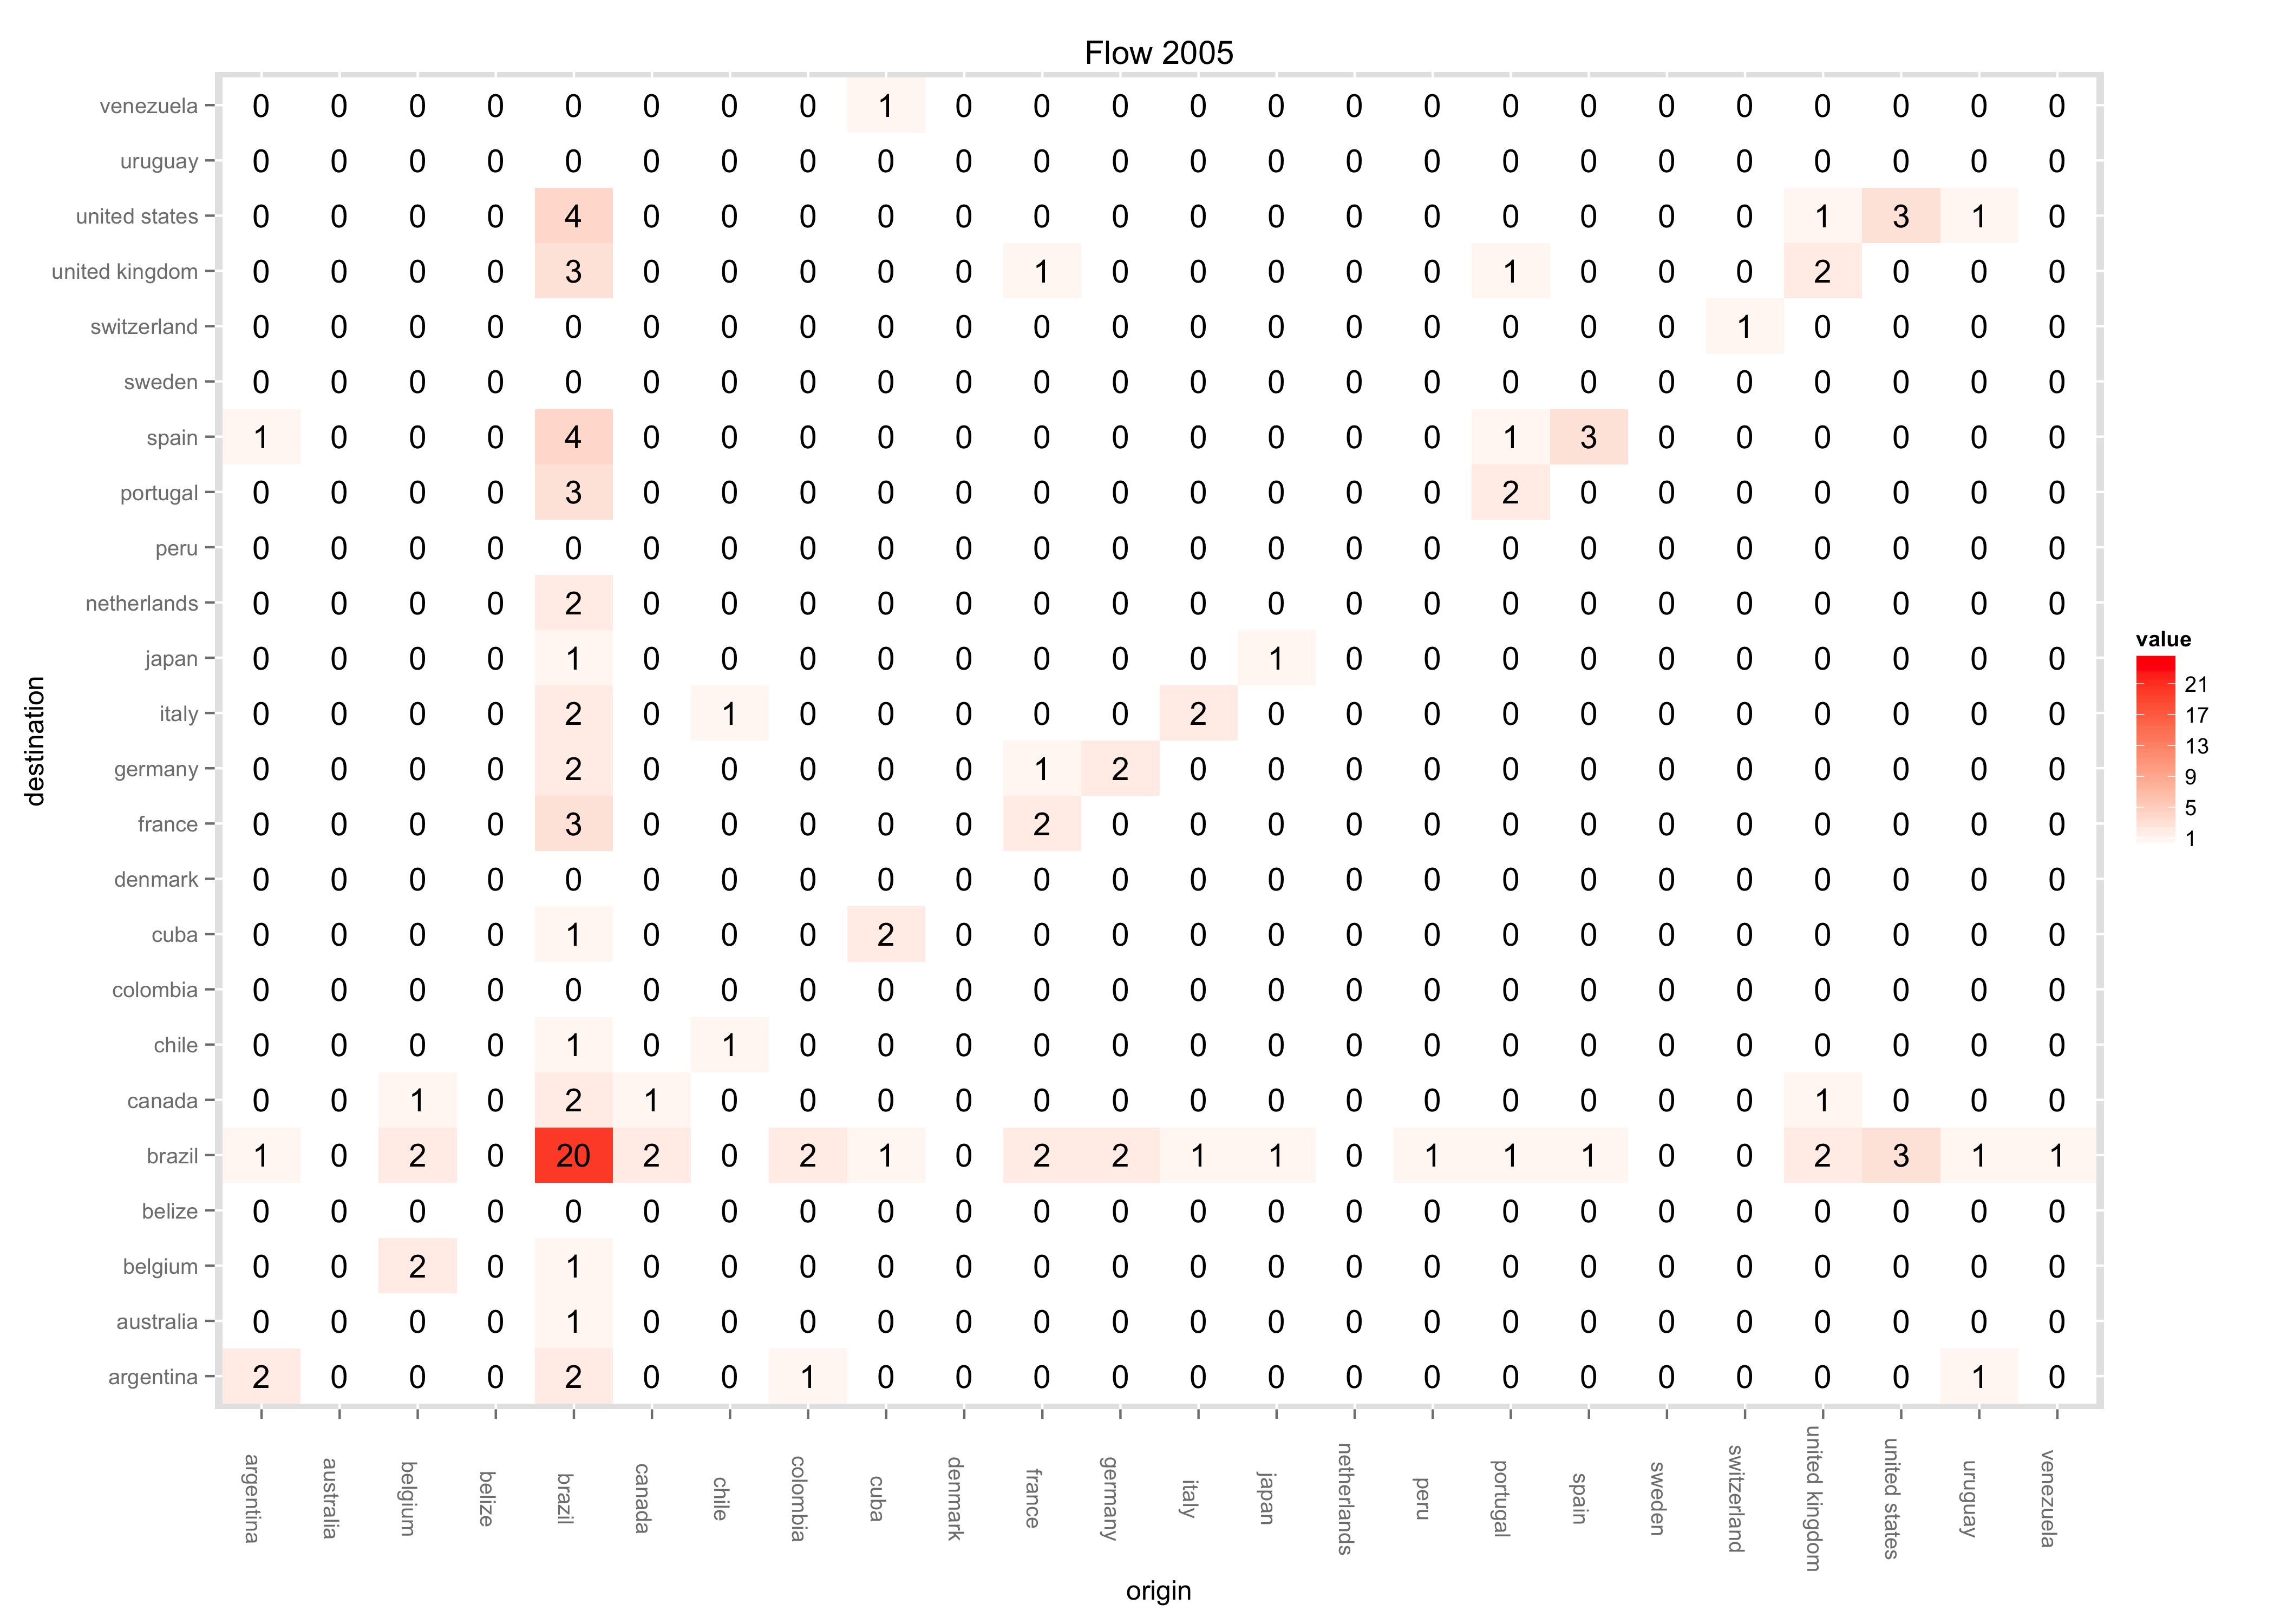 Flow 2005
venezuela 0 0 0 0 0 0 0 0 1 0 0 0 0 0 0 0 0 0 0 0 0 0 0 0
uruguay 0 0 0 0 0 0 0 0 0 0 0 0 0 0 0 0 0 0 0 0 0 0 0 0
united states 0 0 0 0 4 0 0 0 0 0 0 0 0 0 0 0 0 0 0 0 1 3 1 0
united kingdom 0 0 0 0 3 0 0 0 0 0 1 0 0 0 0 0 1 0 0 0 2 0 0 0
switzerland 0 0 0 0 0 0 0 0 0 0 0 0 0 0 0 0 0 0 0 1 0 0 0 0
sweden 0 0 0 0 0 0 0 0 0 0 0 0 0 0 0 0 0 0 0 0 0 0 0 0
spain 1 0 0 0 4 0 0 0 0 0 0 0 0 0 0 0 1 3 0 0 0 0 0 0
portugal 0 0 0 0 3 0 0 0 0 0 0 0 0 0 0 0 2 0 0 0 0 0 0 0
peru 0 0 0 0 0 0 0 0 0 0 0 0 0 0 0 0 0 0 0 0 0 0 0 0
netherlands 0 0 0 0 2 0 0 0 0 0 0 0 0 0 0 0 0 0 0 0 0 0 0 0
japan 0 0 0 0 1 0 0 0 0 0 0 0 0 1 0 0 0 0 0 0 0 0 0 0
italy 0 0 0 0 2 0 1 0 0 0 0 0 2 0 0 0 0 0 0 0 0 0 0 0
germany 0 0 0 0 2 0 0 0 0 0 1 2 0 0 0 0 0 0 0 0 0 0 0 0
france 0 0 0 0 3 0 0 0 0 0 2 0 0 0 0 0 0 0 0 0 0 0 0 0
denmark 0 0 0 0 0 0 0 0 0 0 0 0 0 0 0 0 0 0 0 0 0 0 0 0
cuba 0 0 0 0 1 0 0 0 2 0 0 0 0 0 0 0 0 0 0 0 0 0 0 0
colombia 0 0 0 0 0 0 0 0 0 0 0 0 0 0 0 0 0 0 0 0 0 0 0 0
chile 0 0 0 0 1 0 1 0 0 0 0 0 0 0 0 0 0 0 0 0 0 0 0 0
canada 0 0 1 0 2 1 0 0 0 0 0 0 0 0 0 0 0 0 0 0 1 0 0 0
brazil 1 0 2 0 20 2 0 2 1 0 2 2 1 1 0 1 1 1 0 0 2 3 1 1
belize 0 0 0 0 0 0 0 0 0 0 0 0 0 0 0 0 0 0 0 0 0 0 0 0
belgium 0 0 2 0 1 0 0 0 0 0 0 0 0 0 0 0 0 0 0 0 0 0 0 0
australia 0 0 0 0 1 0 0 0 0 0 0 0 0 0 0 0 0 0 0 0 0 0 0 0
argentina 2 0 0 0 2 0 0 1 0 0 0 0 0 0 0 0 0 0 0 0 0 0 1 0
destination
argentina
australia
belgium
belize
brazil
canada
chile
colombia
cuba
denmark
france
germany
italy
japan
netherlands
peru
portugal
spain
sweden
switzerland
united kingdom
united states
uruguay
venezuela
origin
value
21
17
13
9
5
1